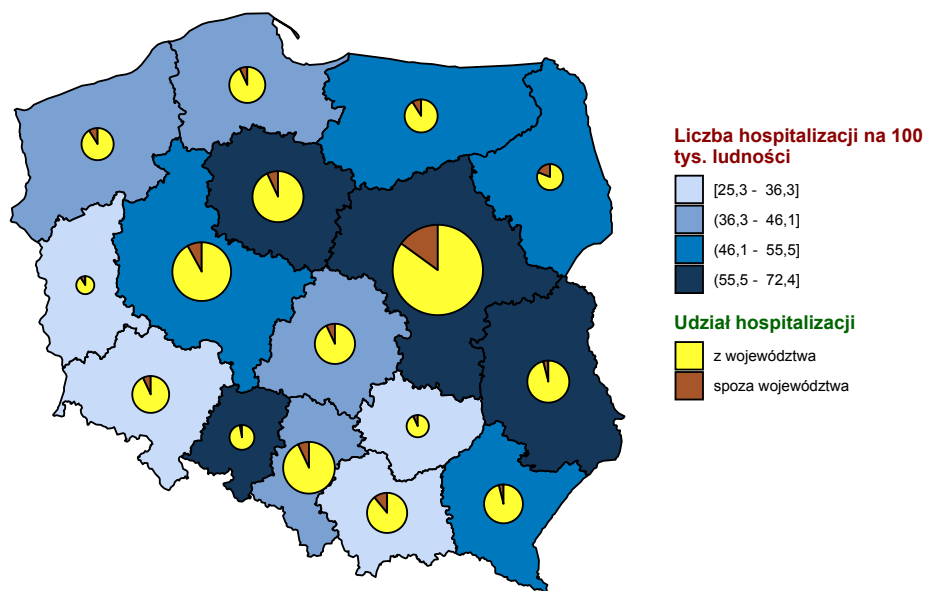 Liczba hospitalizacji na 100
tys. ludności
[25,3 - 36,3]
(36,3 - 46,1]
(46,1 - 55,5]
(55,5 - 72,4]
Udział hospitalizacji
z województwa
spoza województwa